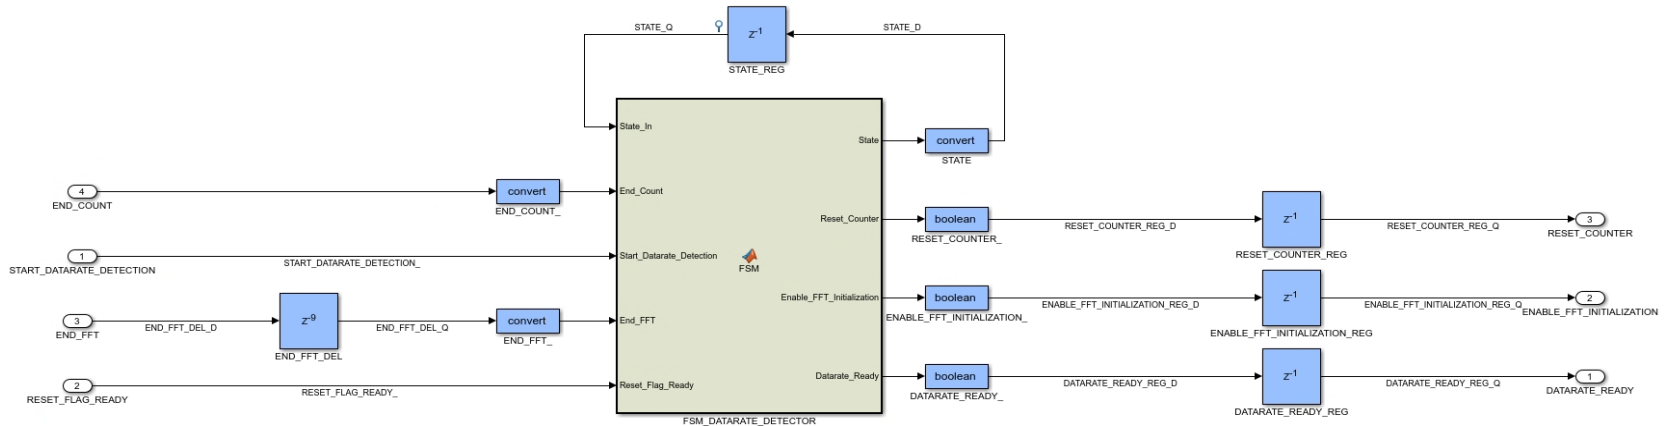 STATE_Q
z-1
STATE_D
STATE_REG
State_In
State
convert
STATE
4
END_COUNT
convert
END_COUNT_
End_Count
Reset_Counter
boolean
RESET_COUNTER_
RESET_COUNTER_REG_D
z-1
RESET_COUNTER_REG
RESET_COUNTER_REG_Q
3
RESET_COUNTER
1
START_DATARATE_DETECTION
START_DATARATE_DETECTION_
Start_Datarate_Detection
FSM
Enable_FFT_Initialization
boolean
ENABLE_FFT_INITIALIZATION_
ENABLE_FFT_INITIALIZATION_REG_D
z-1
ENABLE_FFT_INITIALIZATION_REG
ENABLE_FFT_INITIALIZATION_REG_Q
2
ENABLE_FFT_INITIALIZATION
3
END_FFT
END_FFT_DEL_D
z-9
END_FFT_DEL
END_FFT_DEL_Q
convert
END_FFT_
End_FFT
2
RESET_FLAG_READY
RESET_FLAG_READY_
Reset_Flag_Ready
Datarate_Ready
boolean
DATARATE_READY_
DATARATE_READY_REG_D
z-1
DATARATE_READY_REG
DATARATE_READY_REG_Q
1
DATARATE_READY
FSM_DATARATE_DETECTOR